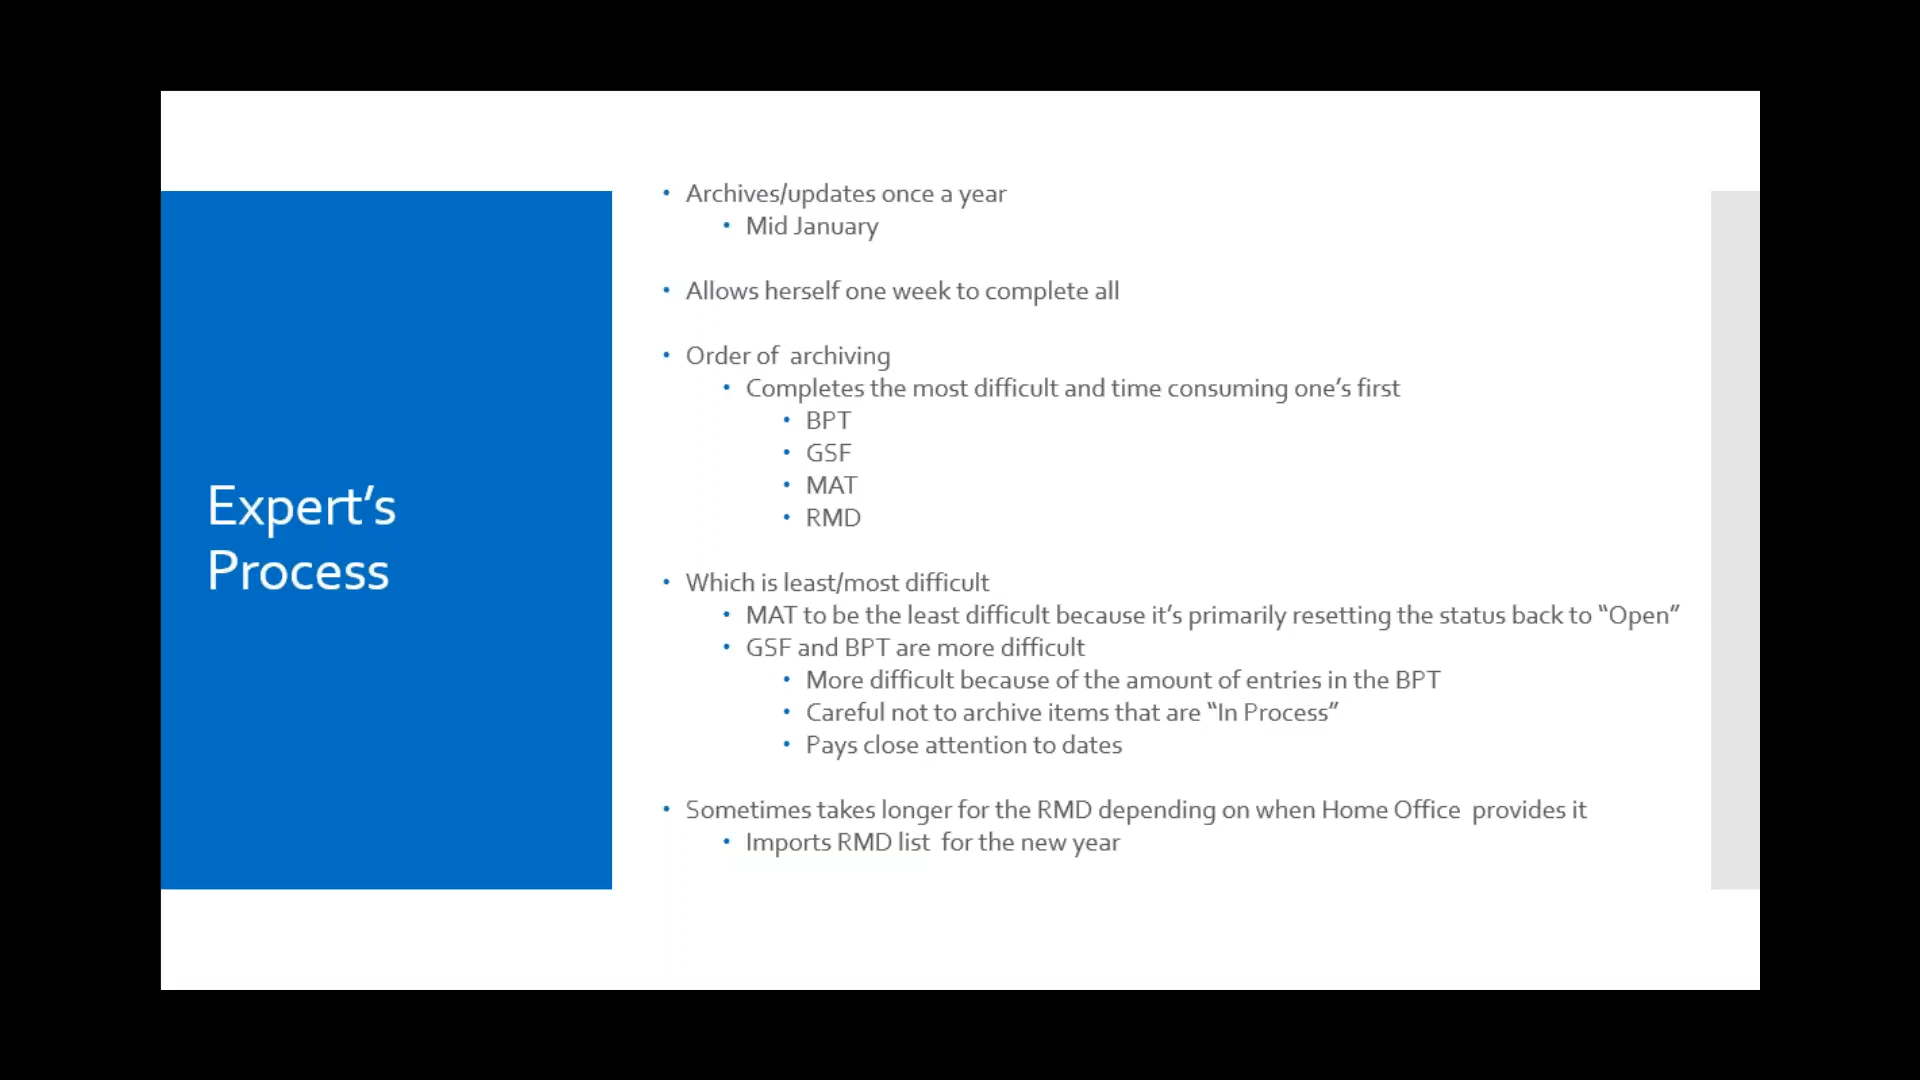 Expert’s
Process
• Archives/updates once a year
• Mid January
• Allows herself one week to complete all
• Order of archiving
• Completes the most difficult and time consuming one’s first
• BPT
• GSF
• MAT
• RMD
• Which is least/most difficult
• MAT to be the least difficult because it’s primarily resetting the status back to “Open”
• GSF and BPT are more difficult
• More difficult because of the amount of entries in the BPT
• Careful not to archive items that are “In Process”
• Pays close attention to dates
• Sometimes takes longer for the RMD depending on when Home Office provides it
• Imports RMD list for the new year